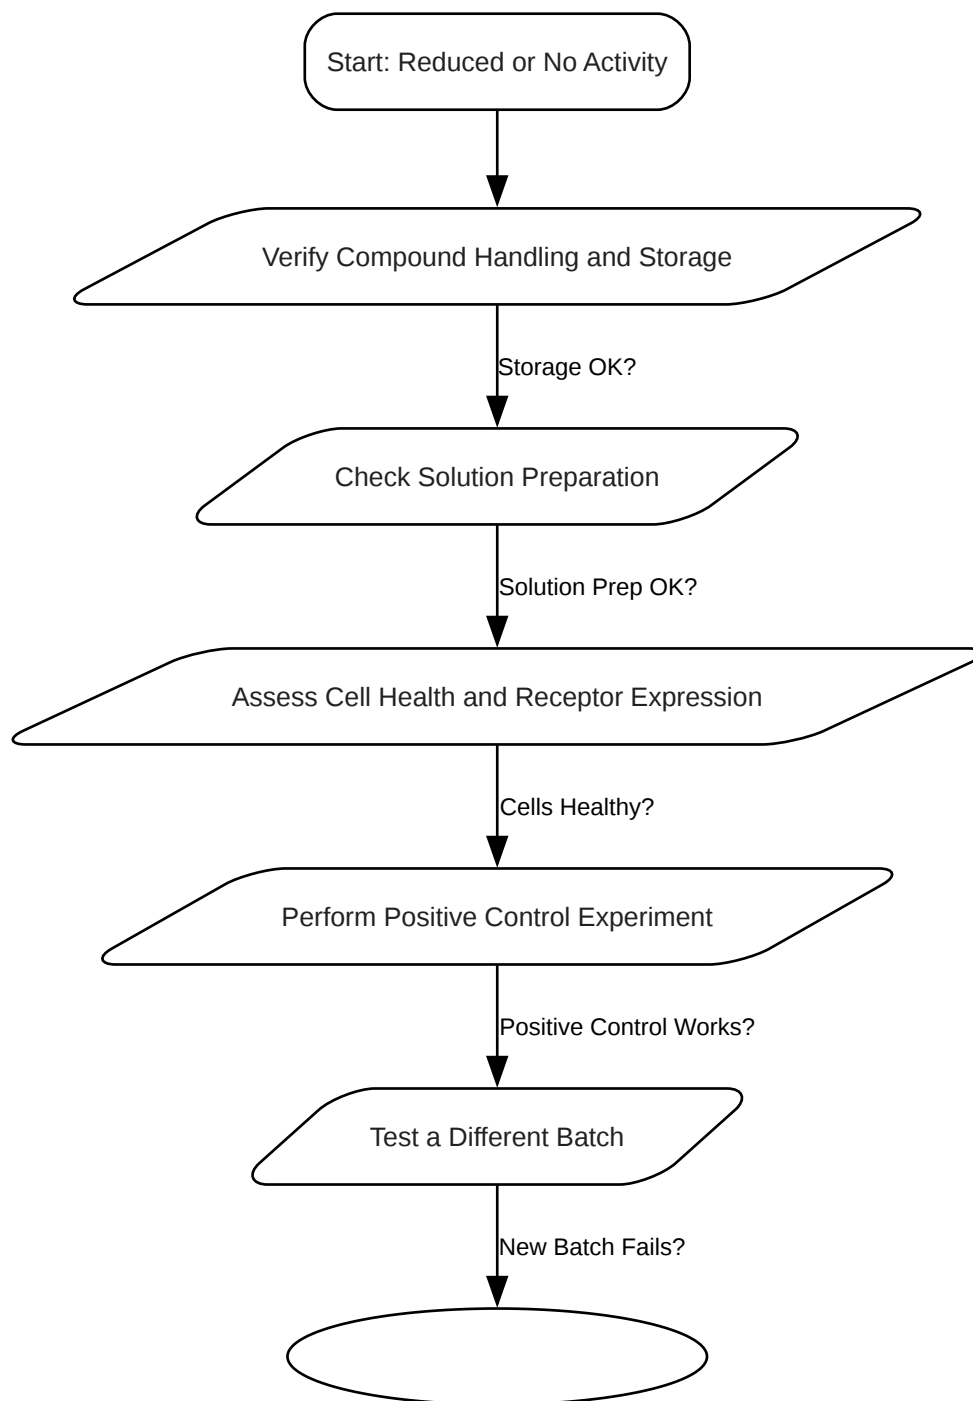 Start: Reduced or No Activity
Verify Compound Handling and Storage
Storage OK?
Check Solution Preparation
Solution Prep OK?
Assess Cell Health and Receptor Expression
Cells Healthy?
Perform Positive Control Experiment
Positive Control Works?
Test a Different Batch
New Batch Fails?